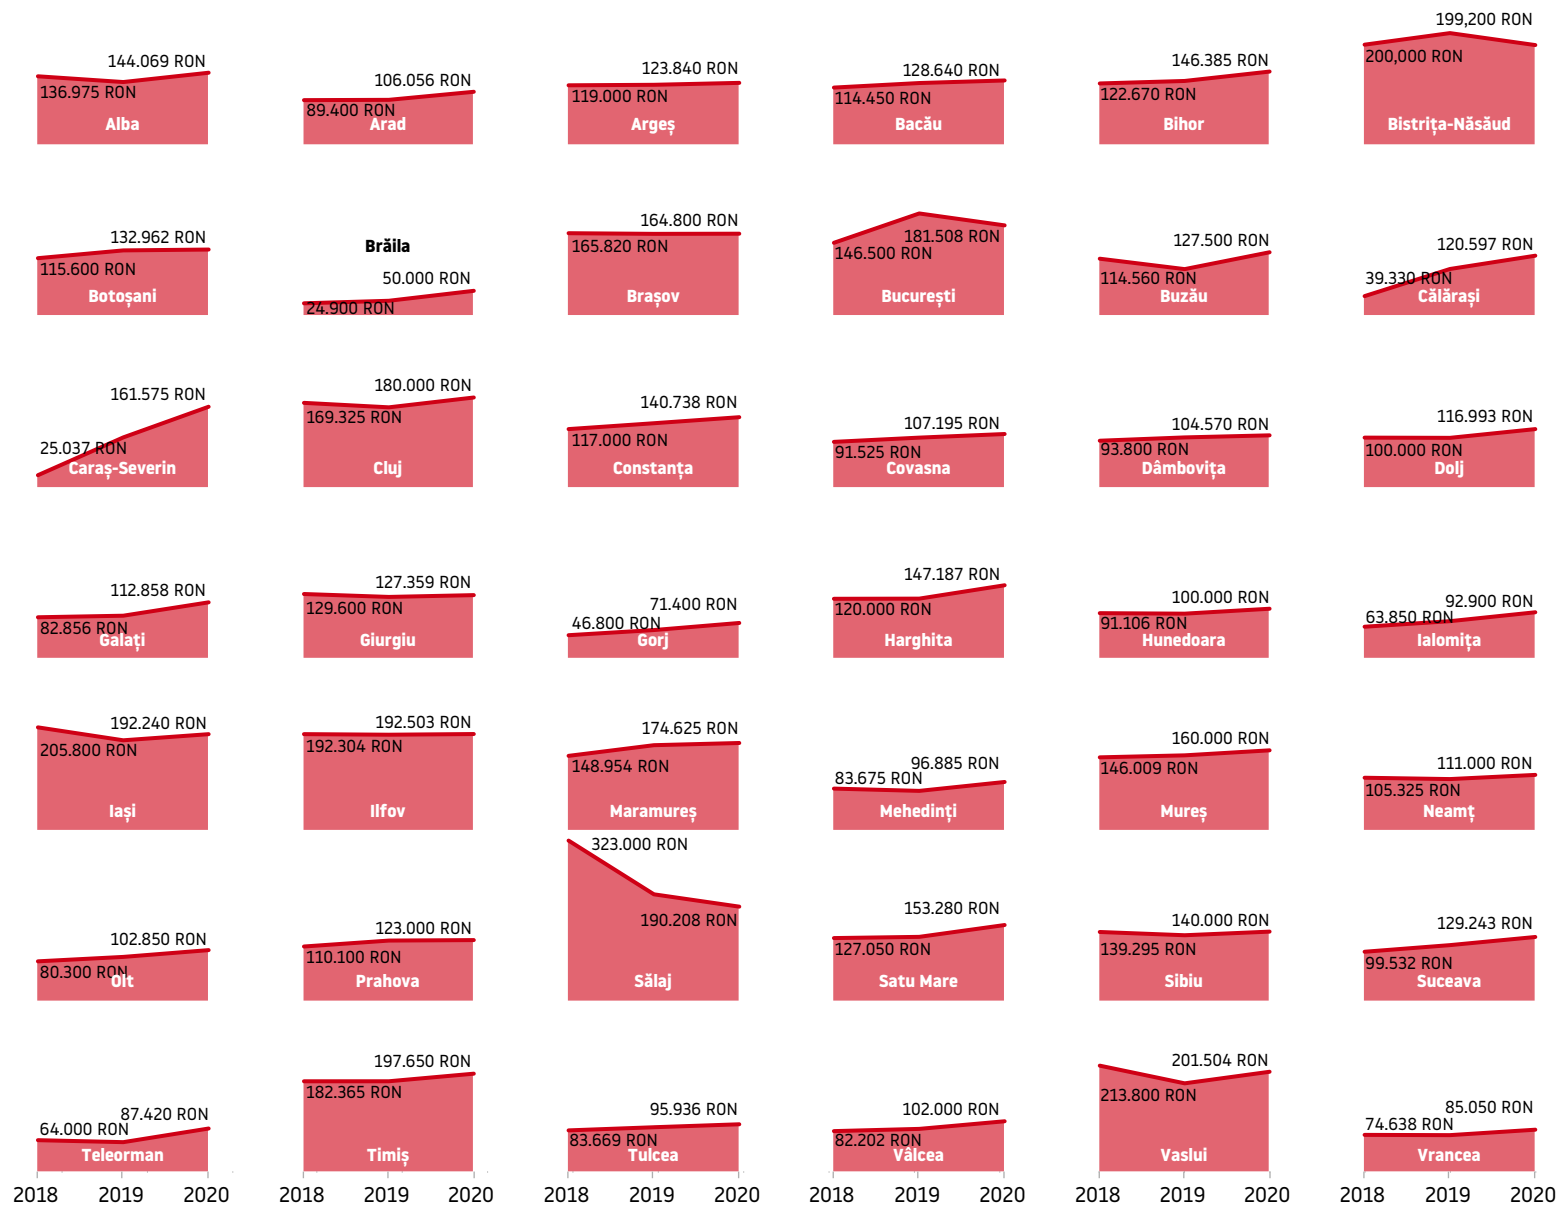 144.069 RON
136.975 RON
Alba
106.056 RON
89.400 RON
Arad
123.840 RON
119.000 RON
Argeș
128.640 RON
114.450 RON
Bacău
146.385 RON
122.670 RON
Bihor
199,200 RON
200,000 RON
Bistrița-Năsăud
132.962 RON
115.600 RON
Botoșani
Brăila
50.000 RON
24.900 RON
164.800 RON
165.820 RON
Brașov
181.508 RON
146.500 RON
București
127.500 RON
114.560 RON
Buzău
120.597 RON
39.330 RON
Călărași
161.575 RON
25.037 RON
Caraș-Severin
180.000 RON
169.325 RON
Cluj
140.738 RON
117.000 RON
Constanța
107.195 RON
91.525 RON
Covasna
104.570 RON
93.800 RON
Dâmbovița
116.993 RON
100.000 RON
Dolj
112.858 RON
82.856 RON
Galați
127.359 RON
129.600 RON
Giurgiu
71.400 RON
46.800 RON
Gorj
147.187 RON
120.000 RON
Harghita
100.000 RON
91.106 RON
Hunedoara
92.900 RON
63.850 RON
Ialomița
192.240 RON
205.800 RON
Iași
192.503 RON
192.304 RON
Ilfov
174.625 RON
148.954 RON
Maramureș
96.885 RON
83.675 RON
Mehedinți
160.000 RON
146.009 RON
Mureș
111.000 RON
105.325 RON
Neamț
102.850 RON
80.300 RON
Olt
123.000 RON
110.100 RON
Prahova
323.000 RON
190.208 RON
Sălaj
153.280 RON
127.050 RON
Satu Mare
140.000 RON
139.295 RON
Sibiu
129.243 RON
99.532 RON
Suceava
87.420 RON
64.000 RON
Teleorman
197.650 RON
182.365 RON
Timiș
95.936 RON
83.669 RON
Tulcea
102.000 RON
82.202 RON
Vâlcea
201.504 RON
213.800 RON
Vaslui
85.050 RON
74.638 RON
Vrancea
2018 2019 2020
2018 2019 2020
2018 2019 2020
2018 2019 2020
2018 2019 2020
2018 2019 2020